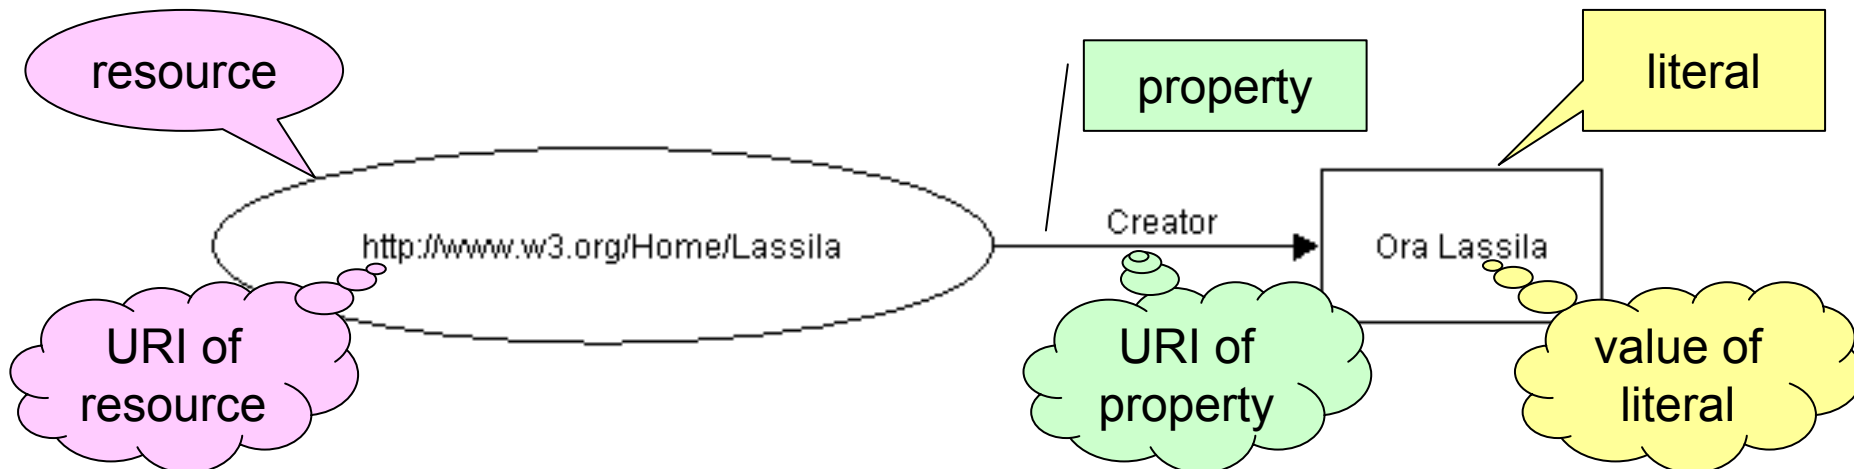 resource
property
literal
Creator
http://www.w3.org/Home/Lassila
Ora Lassila
URI of
resource
URI of
property
value of
literal